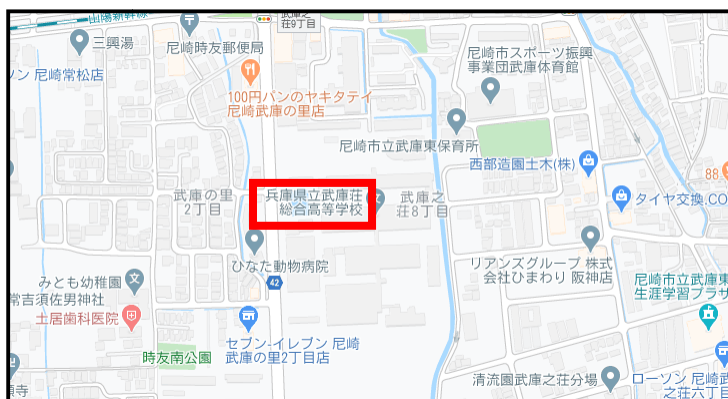 山陽新幹線
武庫之
荘9丁目
三興湯
尼崎時友郵便局
ン 尼崎常松店
尼崎市スポーツ振興
事業団武庫体育館
100円パンのヤキタテイ
尼崎武庫の里店
尼崎市立武庫東保育所
西部造園土木(株)
88
武庫の里
2丁目
兵庫県立武庫荘
総合高等学校
武庫之
荘8丁目
タイヤ交換.CO
ひなた動物病院
リアンズグループ 株式
会社ひまわり 阪神店
みとも幼稚園
42
尼崎市立武庫東
生涯学習プラザ
常吉須佐男神社
土居歯科医院
セブン-イレブン 尼崎
武庫の里2丁目店
時友南公園
清流園武庫之荘分場
ローソン 尼崎武
之荘六丁目
寺